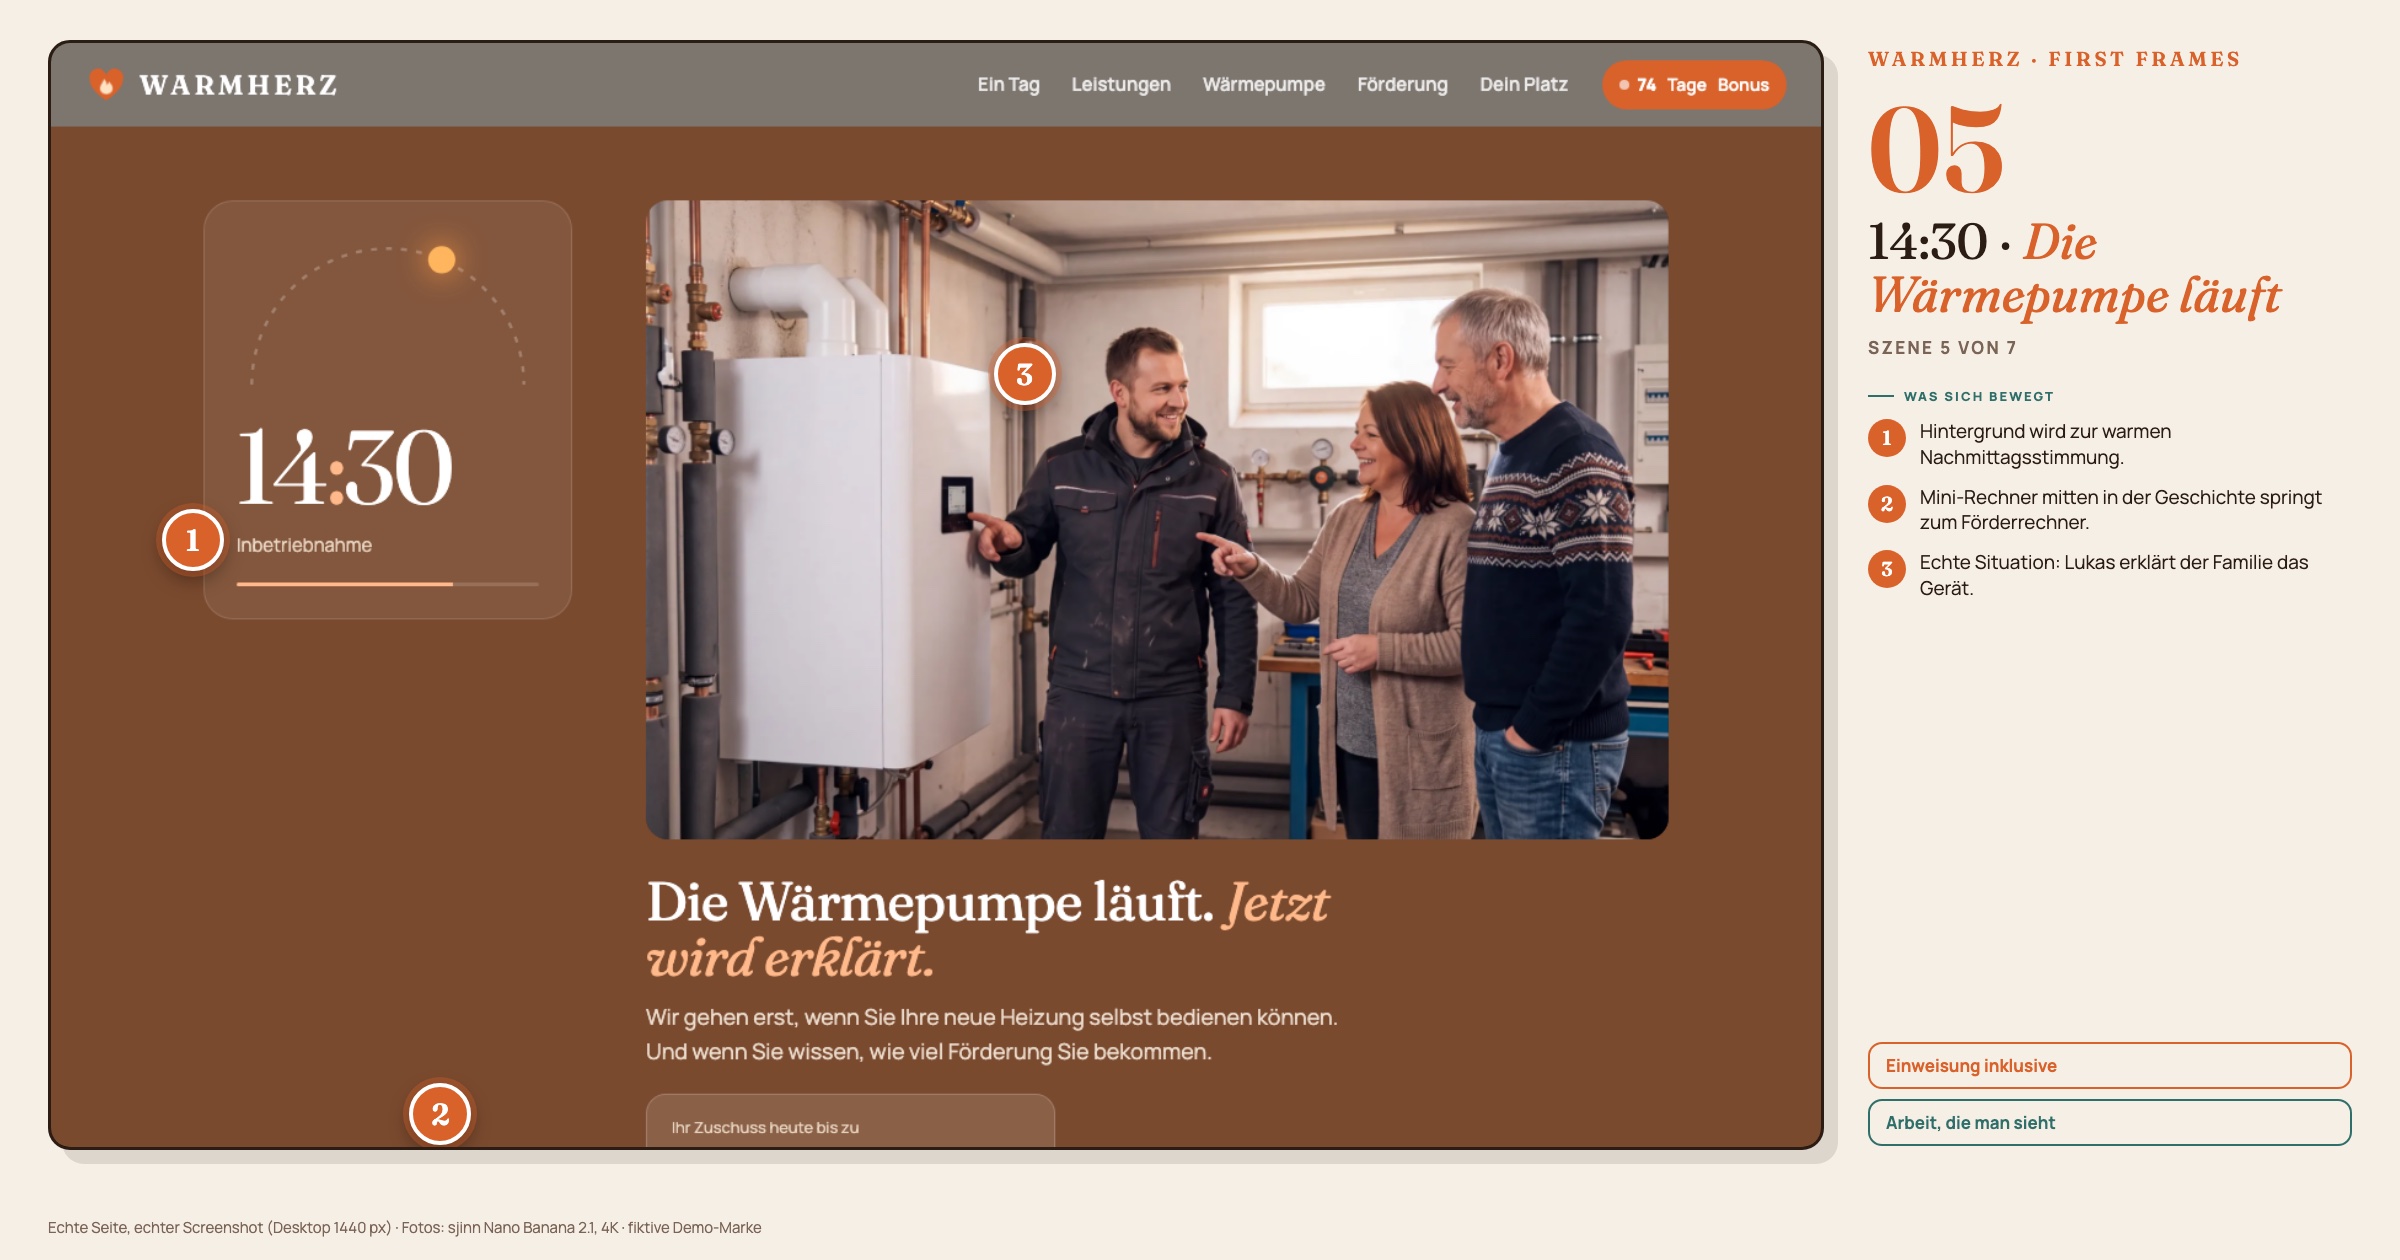 WARMHERZ
Ein Tag
Leistungen
Wärmepumpe
Förderung
Dein Platz
74 Tage Bonus
14:30
1
Inbetriebnahme
3
Die Wärmepumpe läuft. Jetzt
wird erklärt.
Wir gehen erst, wenn Sie Ihre neue Heizung selbst bedienen können.
Und wenn Sie wissen, wie viel Förderung Sie bekommen.
2
Ihr Zuschuss heute bis zu
WARMHERZ · FIRST FRAMES
05
14:30 · Die
Wärmepumpe läuft
SZENE 5 VON 7
WAS SICH BEWEGT
1 Hintergrund wird zur warmen
Nachmittagsstimmung.
2 Mini-Rechner mitten in der Geschichte springt
zum Förderrechner.
3 Echte Situation: Lukas erklärt der Familie das
Gerät.
Einweisung inklusive
Arbeit, die man sieht
Echte Seite, echter Screenshot (Desktop 1440 px) · Fotos: sjinn Nano Banana 2.1, 4K · fiktive Demo-Marke